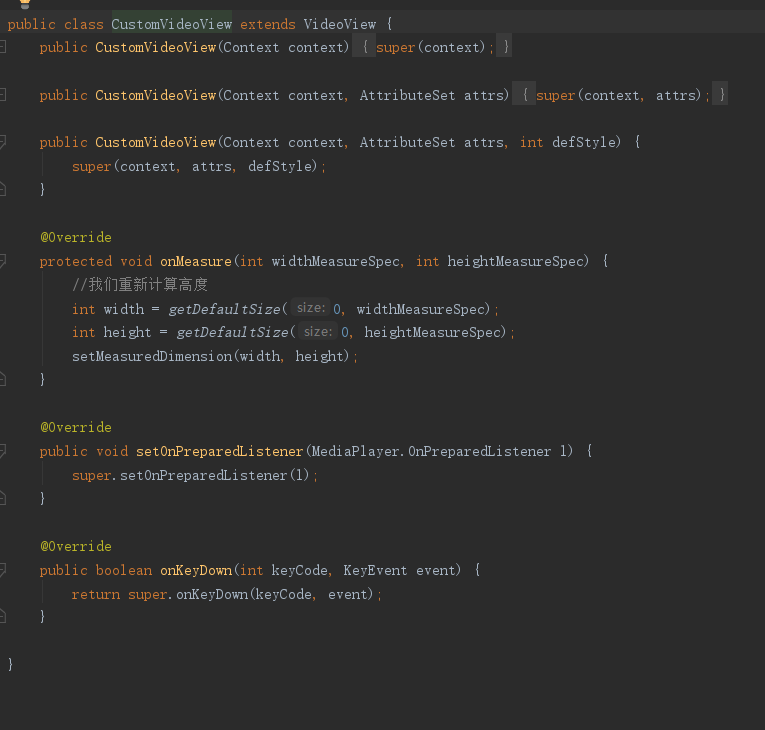 public class CustomVideoView extends VideoView {
    public CustomVideoView(Context context) { super(context); }

    public CustomVideoView(Context context, AttributeSet attrs) { super(context, attrs); }

    public CustomVideoView(Context context, AttributeSet attrs, int defStyle) {
        super(context, attrs, defStyle);
    }

    @Override
    protected void onMeasure(int widthMeasureSpec, int heightMeasureSpec) {
        //我们重新计算高度
        int width = getDefaultSize( size: 0, widthMeasureSpec);
        int height = getDefaultSize( size: 0, heightMeasureSpec);
        setMeasuredDimension(width, height);
    }

    @Override
    public void setOnPreparedListener(MediaPlayer.OnPreparedListener l) {
        super.setOnPreparedListener(l);
    }

    @Override
    public boolean onKeyDown(int keyCode, KeyEvent event) {
        return super.onKeyDown(keyCode, event);
    }

}